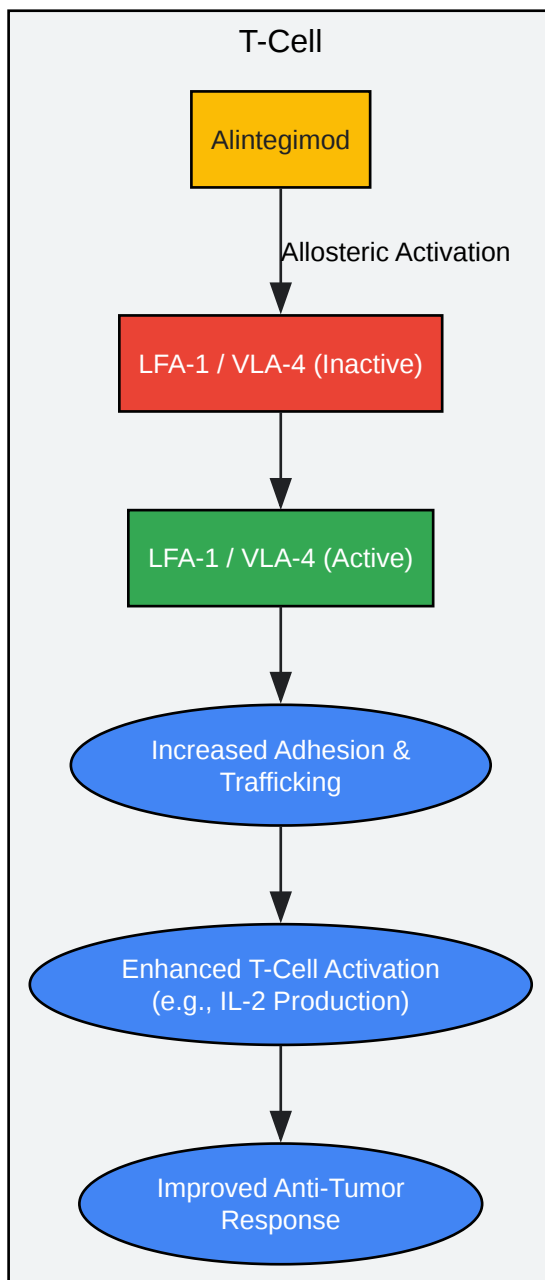 T-Cell
Alintegimod
Allosteric Activation
LFA-1 / VLA-4 (Inactive)
LFA-1 / VLA-4 (Active)
Increased Adhesion &
Trafficking
Enhanced T-Cell Activation
(e.g., IL-2 Production)
Improved Anti-Tumor
Response